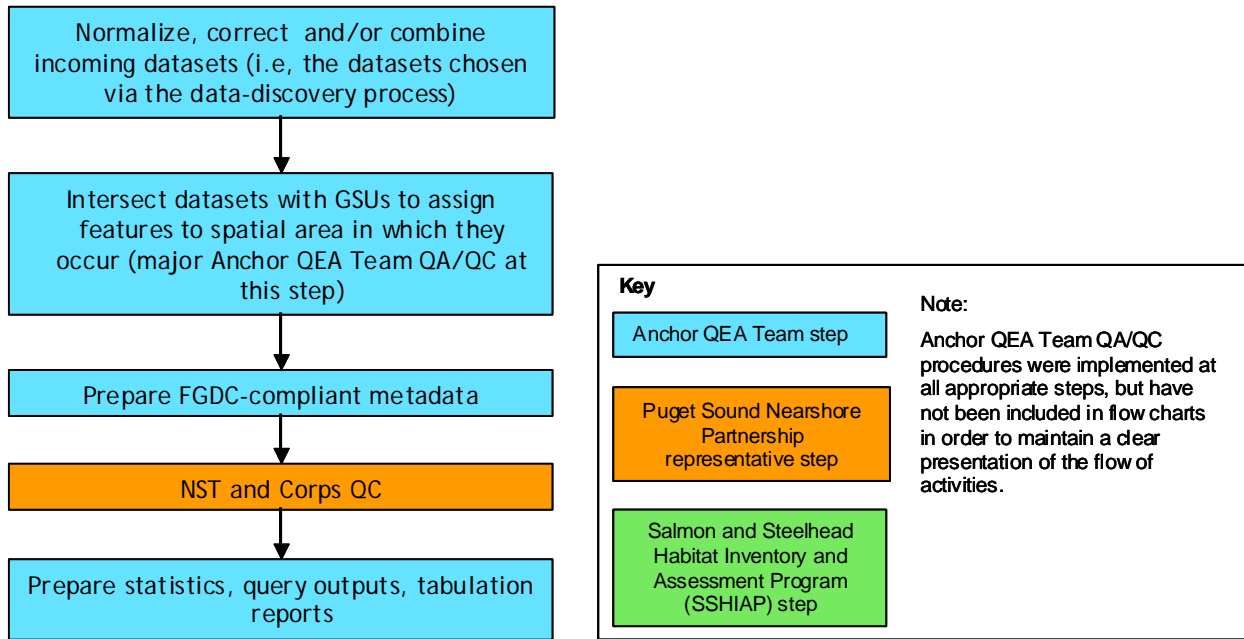 Normalize, correct and/or combine
incoming datasets (i.e, the datasets chosen
via the data-discovery process)
Intersect datasets with GSUs to assign
features to spatial area in which they
occur (major Anchor QEA Team QA/QC at
this step)
Prepare FGDC-compliant metadata
NST and Corps QC
Prepare statistics, query outputs, tabulation
reports
Key
Anchor QEA Team step
Puget Sound Nearshore
Partnership
representative step
Salmon and Steelhead
Habitat Inventory and
Assessment Program
(SSHIAP) step
Note:
Anchor QEA Team QA/QC
procedures were implemented at
all appropriate steps, but have
not been included in flow charts
in order to maintain a clear
presentation of the flow of
activities.